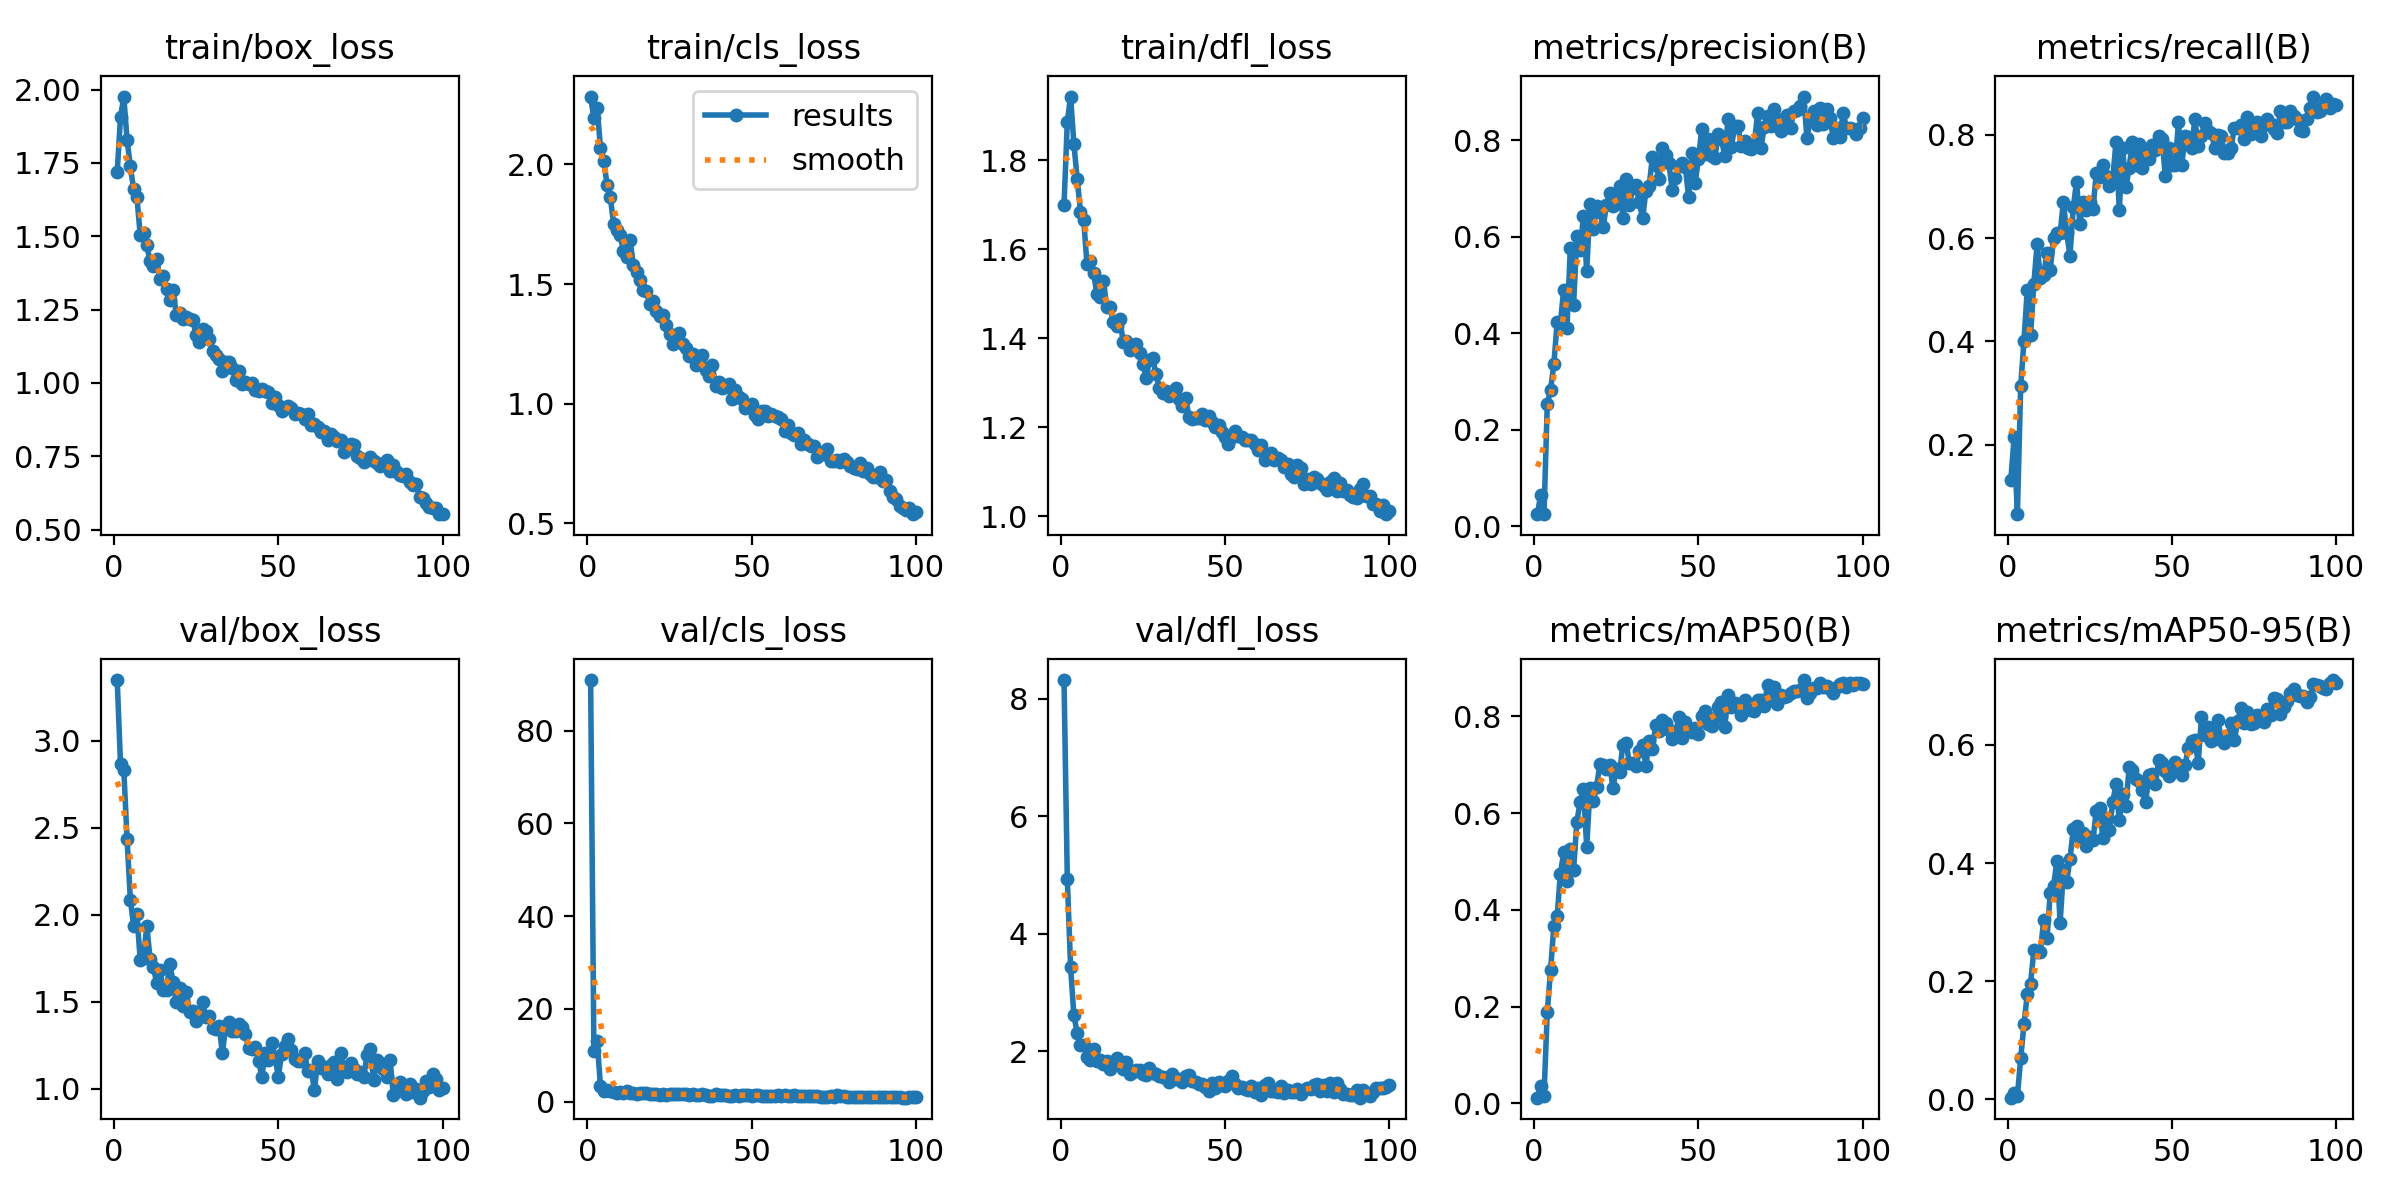 train/box_loss
2.00
1.75
1.50
1.25
1.00
0.75
0.50
0 50 100
train/cls_loss
results
smooth
2.0
1.5
1.0
0.5
0 50 100
train/dfl_loss
1.8
1.6
1.4
1.2
1.0
0 50 100
metrics/precision(B)
0.8
0.6
0.4
0.2
0.0
0 50 100
metrics/recall(B)
0.8
0.6
0.4
0.2
0 50 100
val/box_loss
3.0
2.5
2.0
1.5
1.0
0 50 100
val/cls_loss
80
60
40
20
0
0 50 100
val/dfl_loss
8
6
4
2
0 50 100
metrics/mAP50(B)
0.8
0.6
0.4
0.2
0.0
0 50 100
metrics/mAP50-95(B)
0.6
0.4
0.2
0.0
0 50 100